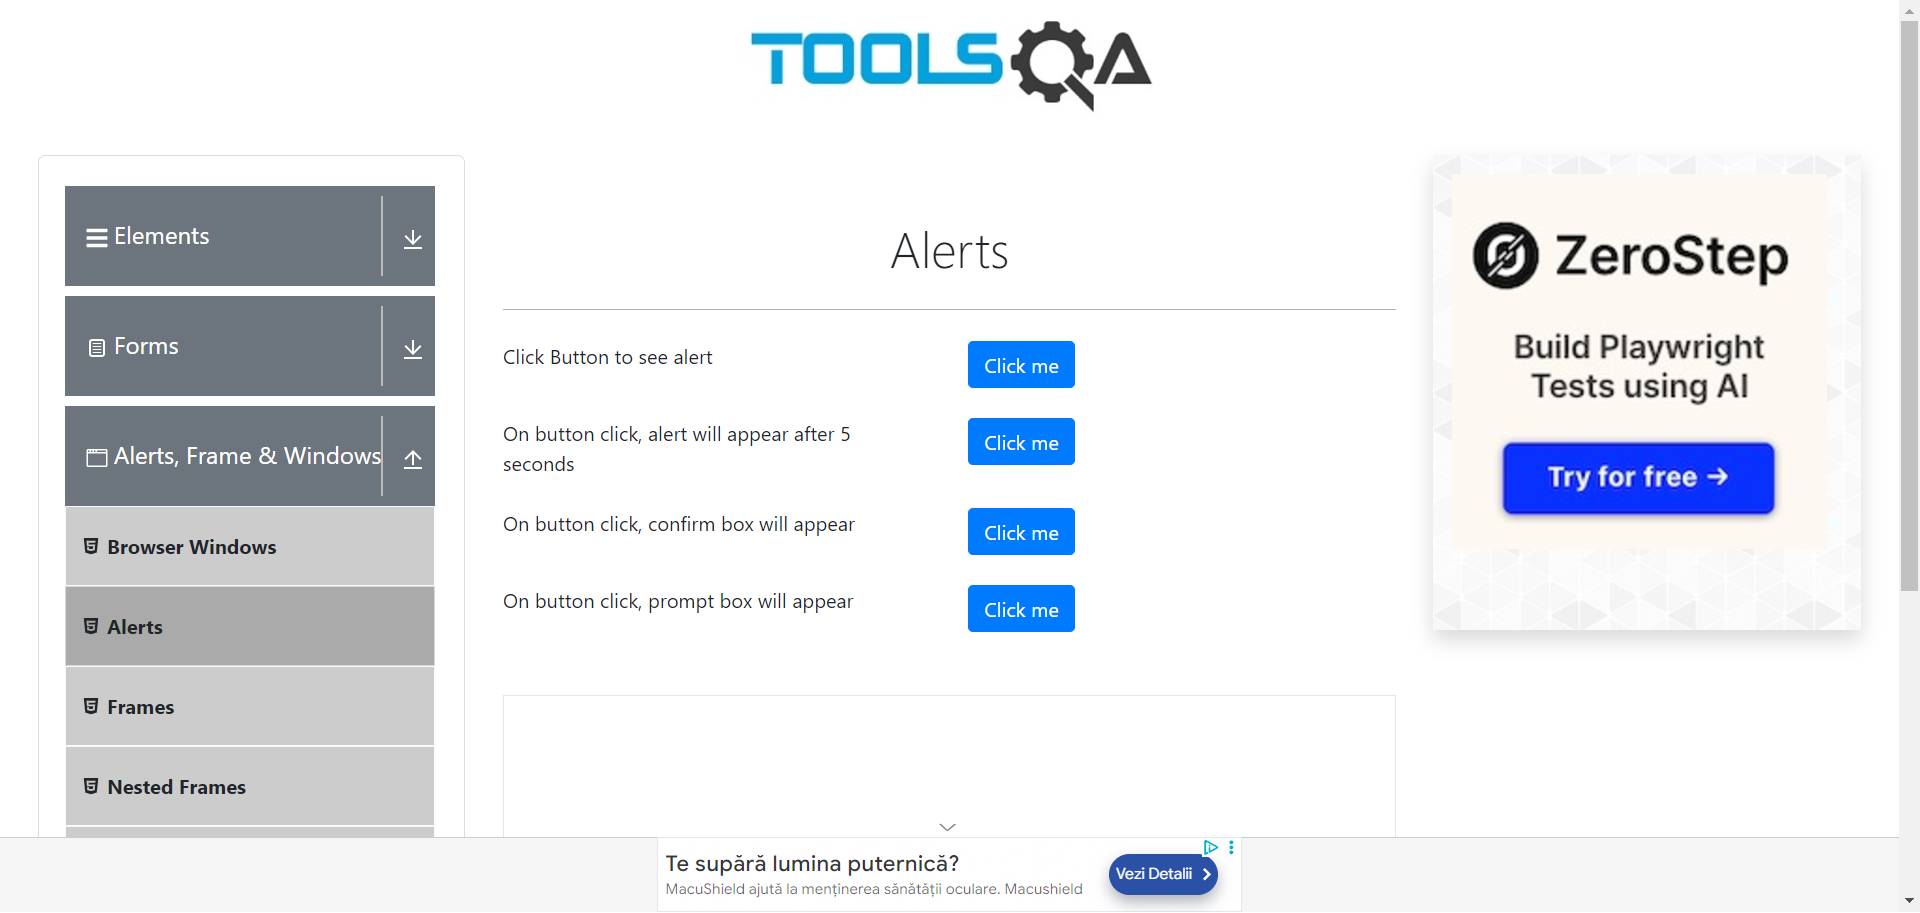 TOOLSQA
Elements
Forms
Alerts, Frame & Windows
Browser Windows
Alerts
Frames
Nested Frames
Alerts
Click Button to see alert
Click me
On button click, alert will appear after 5
seconds
Click me
On button click, confirm box will appear
Click me
On button click, prompt box will appear
Click me
ZeroStep
Build Playwright
Tests using AI
Try for free →
Te supără lumina puternică?
MacuShield ajută la menținerea sănătății oculare. Macushield
Vezi Detalii